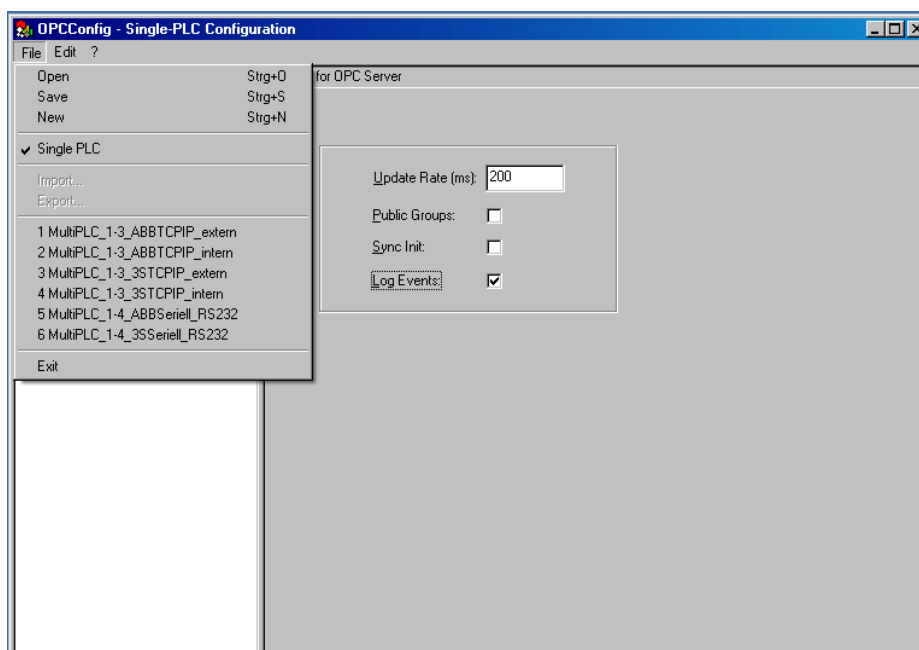 OPCConfig - Single-PLC Configuration
File Edit ?
Open Strg+O
Save Strg+S
New Strg+N
Single PLC
Import...
Export...
1 MultiPLC_1-3_ABBTCPIP_extern
2 MultiPLC_1-3_ABBTCPIP_intern
3 MultiPLC_1-3_3STCPIP_extern
4 MultiPLC_1-3_3STCPIP_intern
5 MultiPLC_1-4_ABBSeriell_RS232
6 MultiPLC_1-4_3SSeriell_RS232
Exit
for OPC Server
Update Rate (ms): 200
Public Groups:
Sync Init:
Log Events: